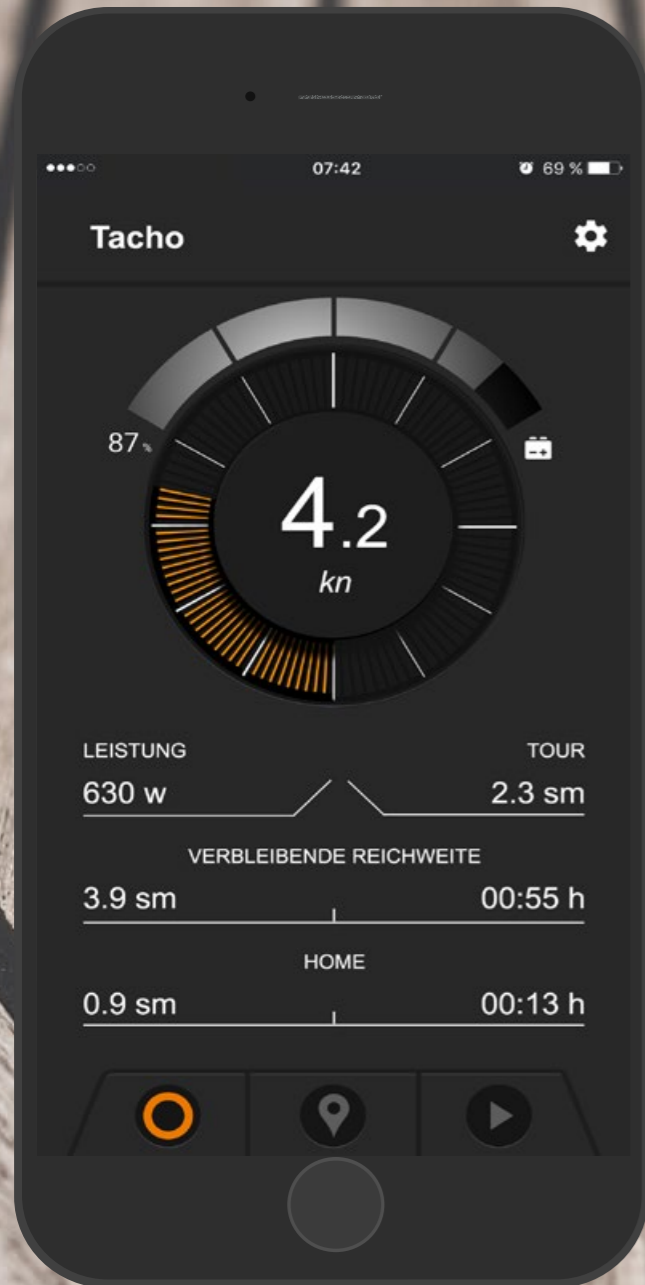 07:42
69 %
Tacho
87 %
4.2
kn
LEISTUNG
TOUR
630 w
2.3 sm
VERBLEIBENDE REICHWEITE
3.9 sm
00:55 h
HOME
0.9 sm
00:13 h